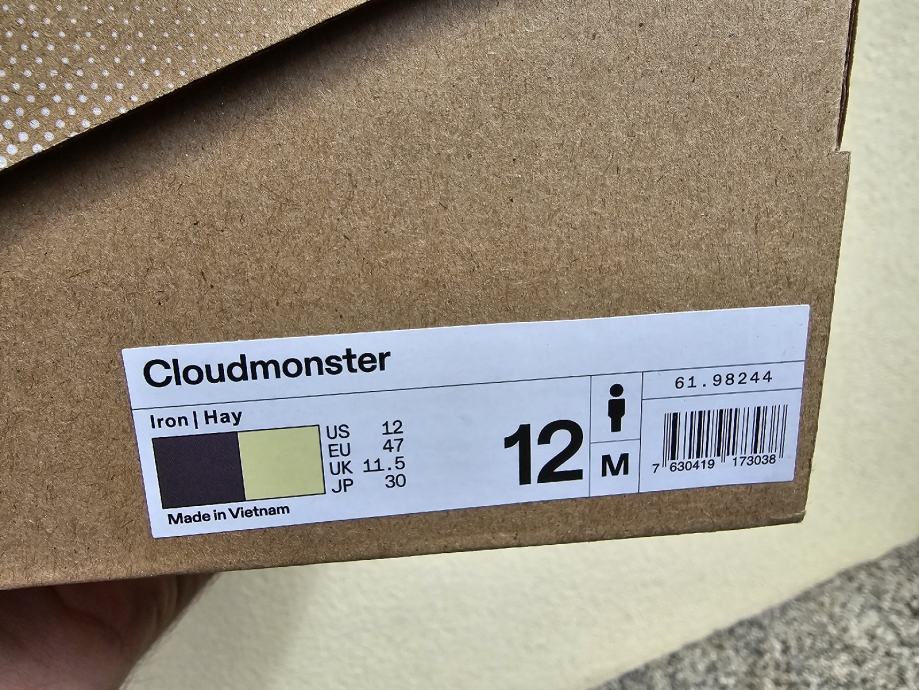 Cloudmonster
Iron | Hay
US 12
EU 47
UK 11.5
JP 30
Made in Vietnam
12
M
61.98244
7 630419 173038